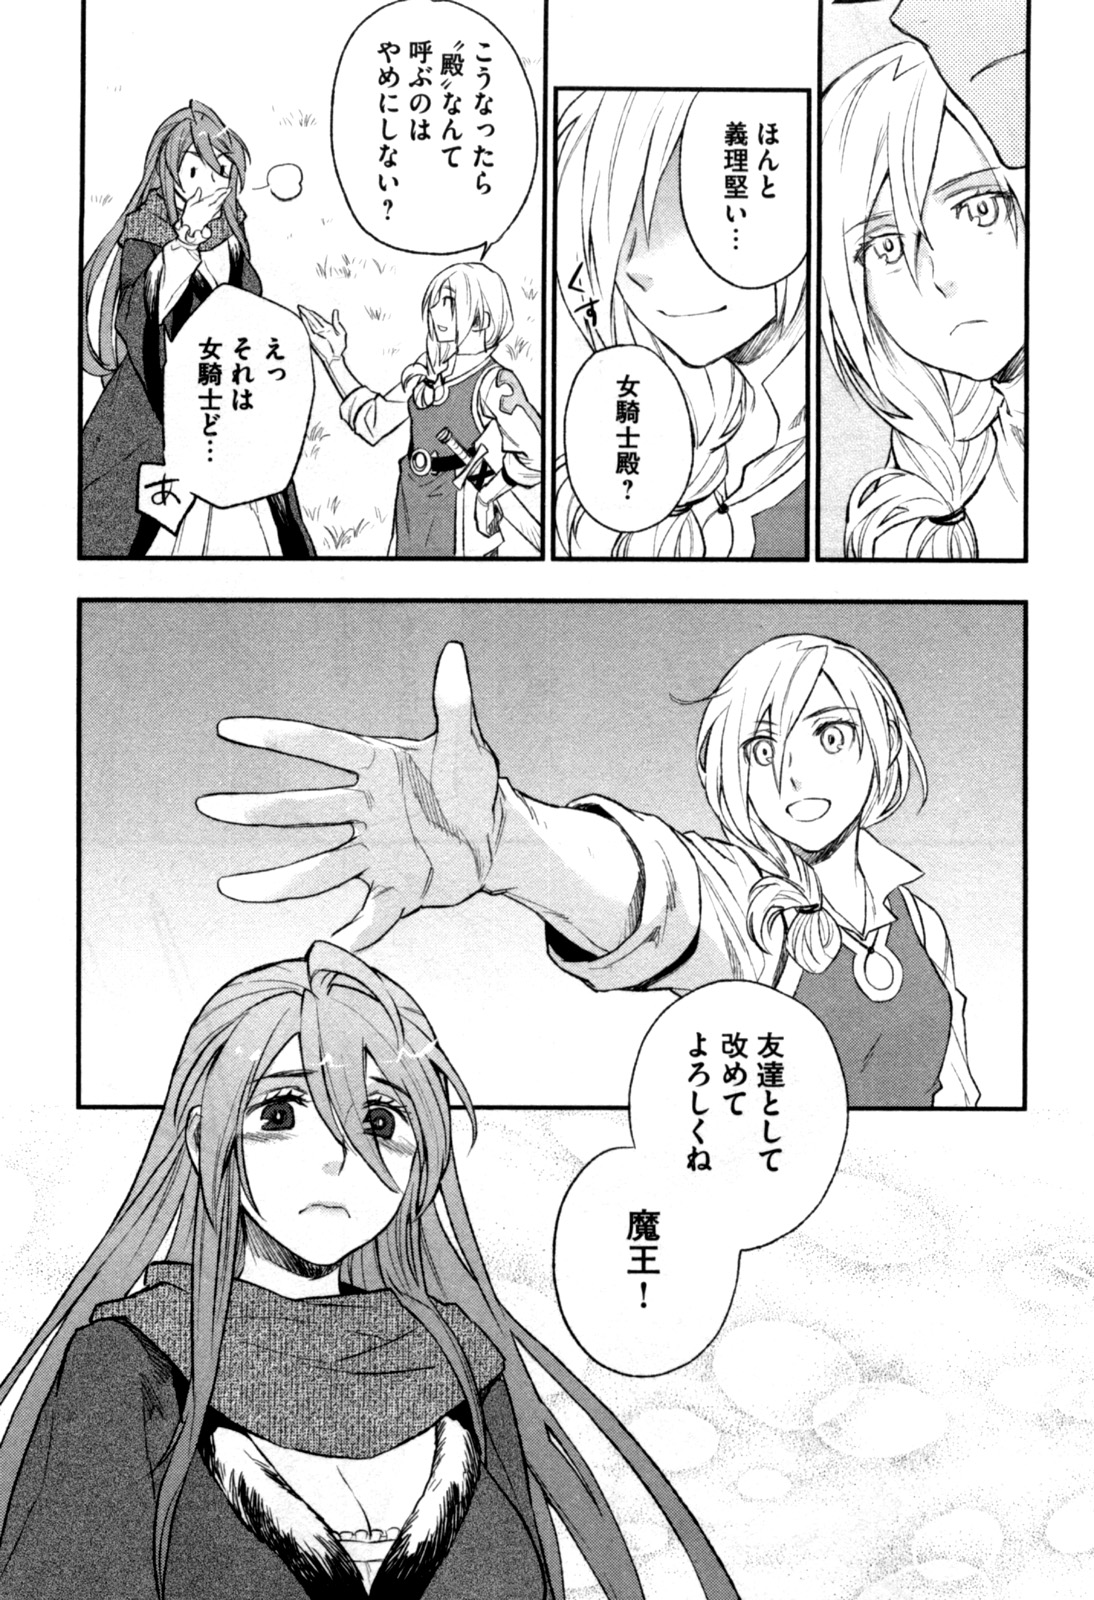 ほんと
義理堅い…
くすっ
女騎士殿?
こうなったら
〝殿〟なんて
呼ぶのは
やめにしない?
えっ
それは
女騎士ど…
あ
友達として
改めて
よろしくね
魔王!